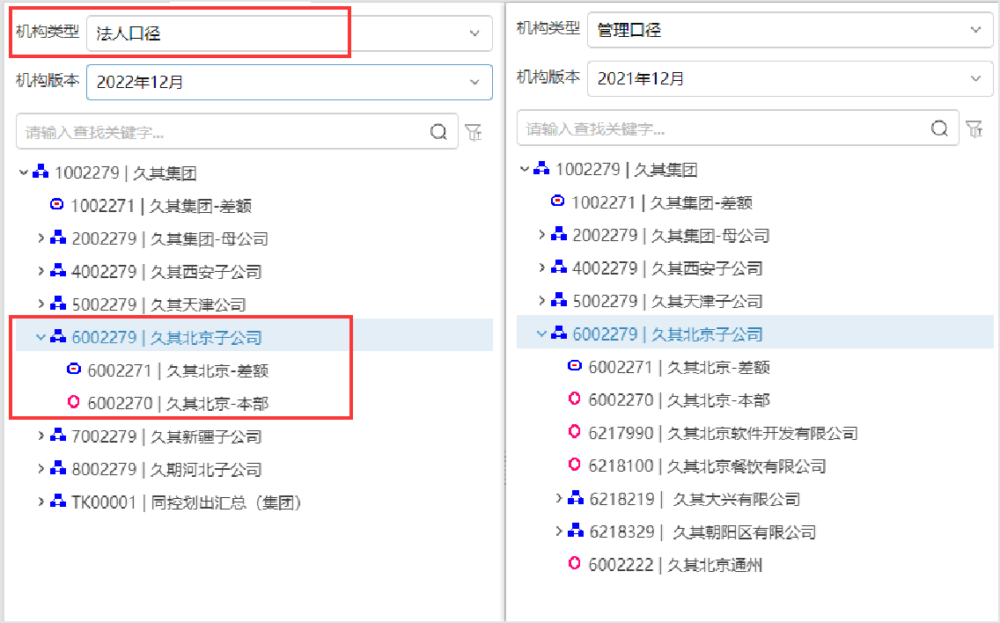 机构类型 法人口径
机构版本 2022年12月
请输入查找关键字...
1002279 | 久其集团
1002271 | 久其集团-差额
2002279 | 久其集团-母公司
4002279 | 久其西安子公司
5002279 | 久其天津公司
6002279 | 久其北京子公司
6002271 | 久其北京-差额
6002270 | 久其北京-本部
7002279 | 久其新疆子公司
8002279 | 久期河北子公司
TK00001 | 同控划出汇总（集团）
机构类型 管理口径
机构版本 2021年12月
请输入查找关键字...
1002279 | 久其集团
1002271 | 久其集团-差额
2002279 | 久其集团-母公司
4002279 | 久其西安子公司
5002279 | 久其天津子公司
6002279 | 久其北京子公司
6002271 | 久其北京-差额
6002270 | 久其北京-本部
6217990 | 久其北京软件开发有限公司
6218100 | 久其北京餐饮有限公司
6218219 | 久其大兴有限公司
6218329 | 久其朝阳区有限公司
6002222 | 久其北京通州